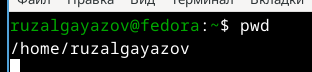 Файл Правка Вид Терминал Вкладки
ruzalgayazov@fedora:~$ pwd
/home/ruzalgayazov